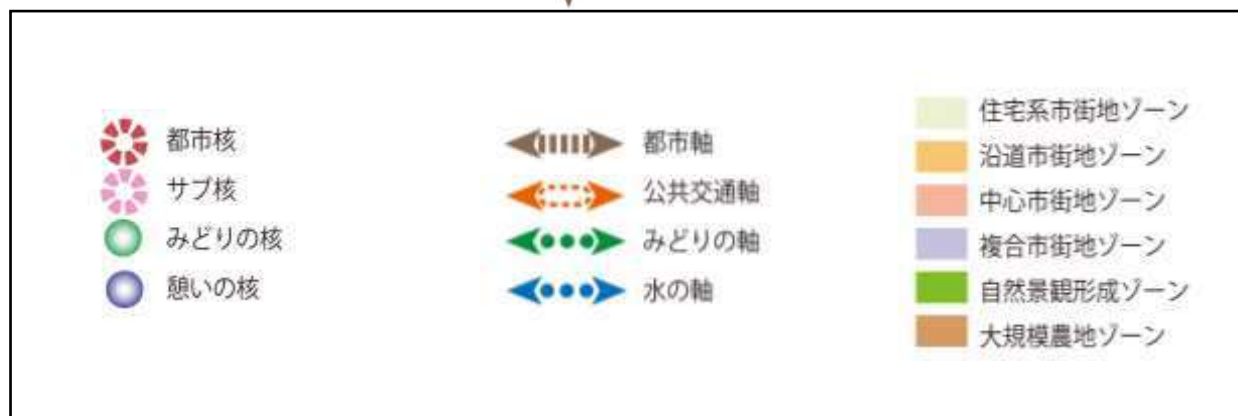 都市核
サブ核
みどりの核
憩いの核
都市軸
公共交通軸
みどりの軸
水の軸
住宅系市街地ゾーン
沿道市街地ゾーン
中心市街地ゾーン
複合市街地ゾーン
自然景観形成ゾーン
大規模農地ゾーン